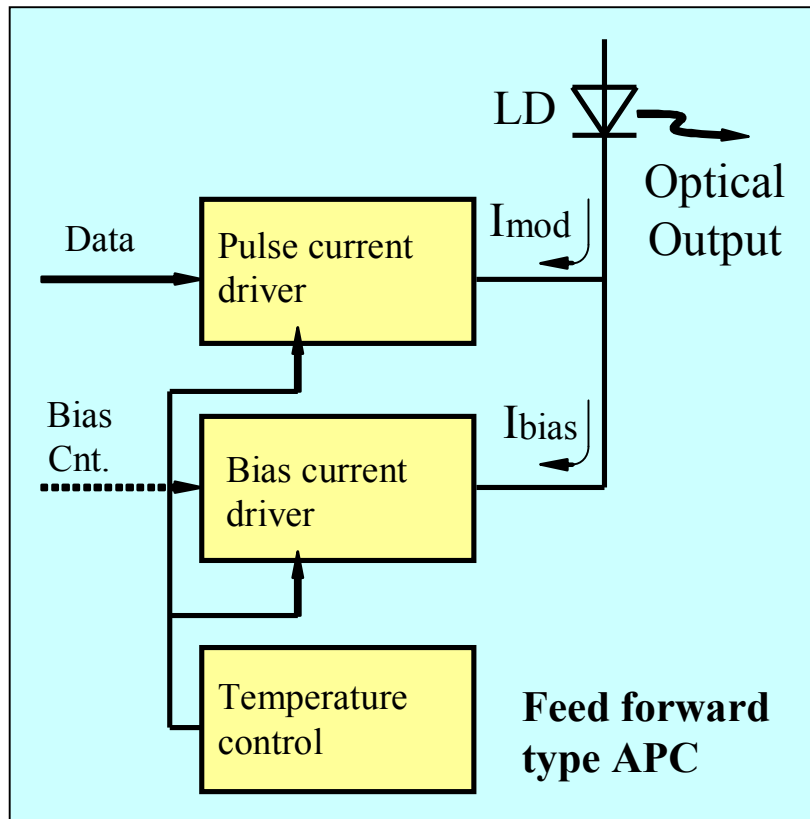 LD
Optical
Output
Imod
Data
Pulse current
driver
Bias
Cnt.
Ibias
Bias current
driver
Temperature
control
Feed forward
type APC